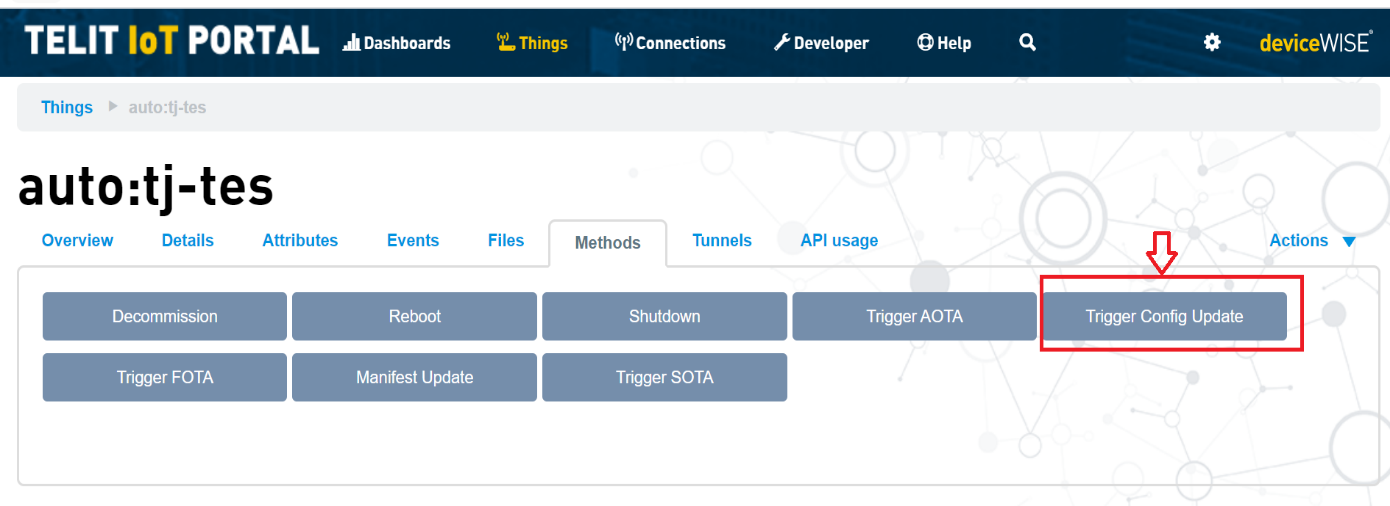 TELIT IoT PORTAL Dashboards Things Connections Developer Help deviceWISE®
Things auto:tj-tes
auto:tj-tes
Overview Details Attributes Events Files Methods Tunnels API usage Actions
Decommission Reboot Shutdown Trigger AOTA Trigger Config Update
Trigger FOTA Manifest Update Trigger SOTA